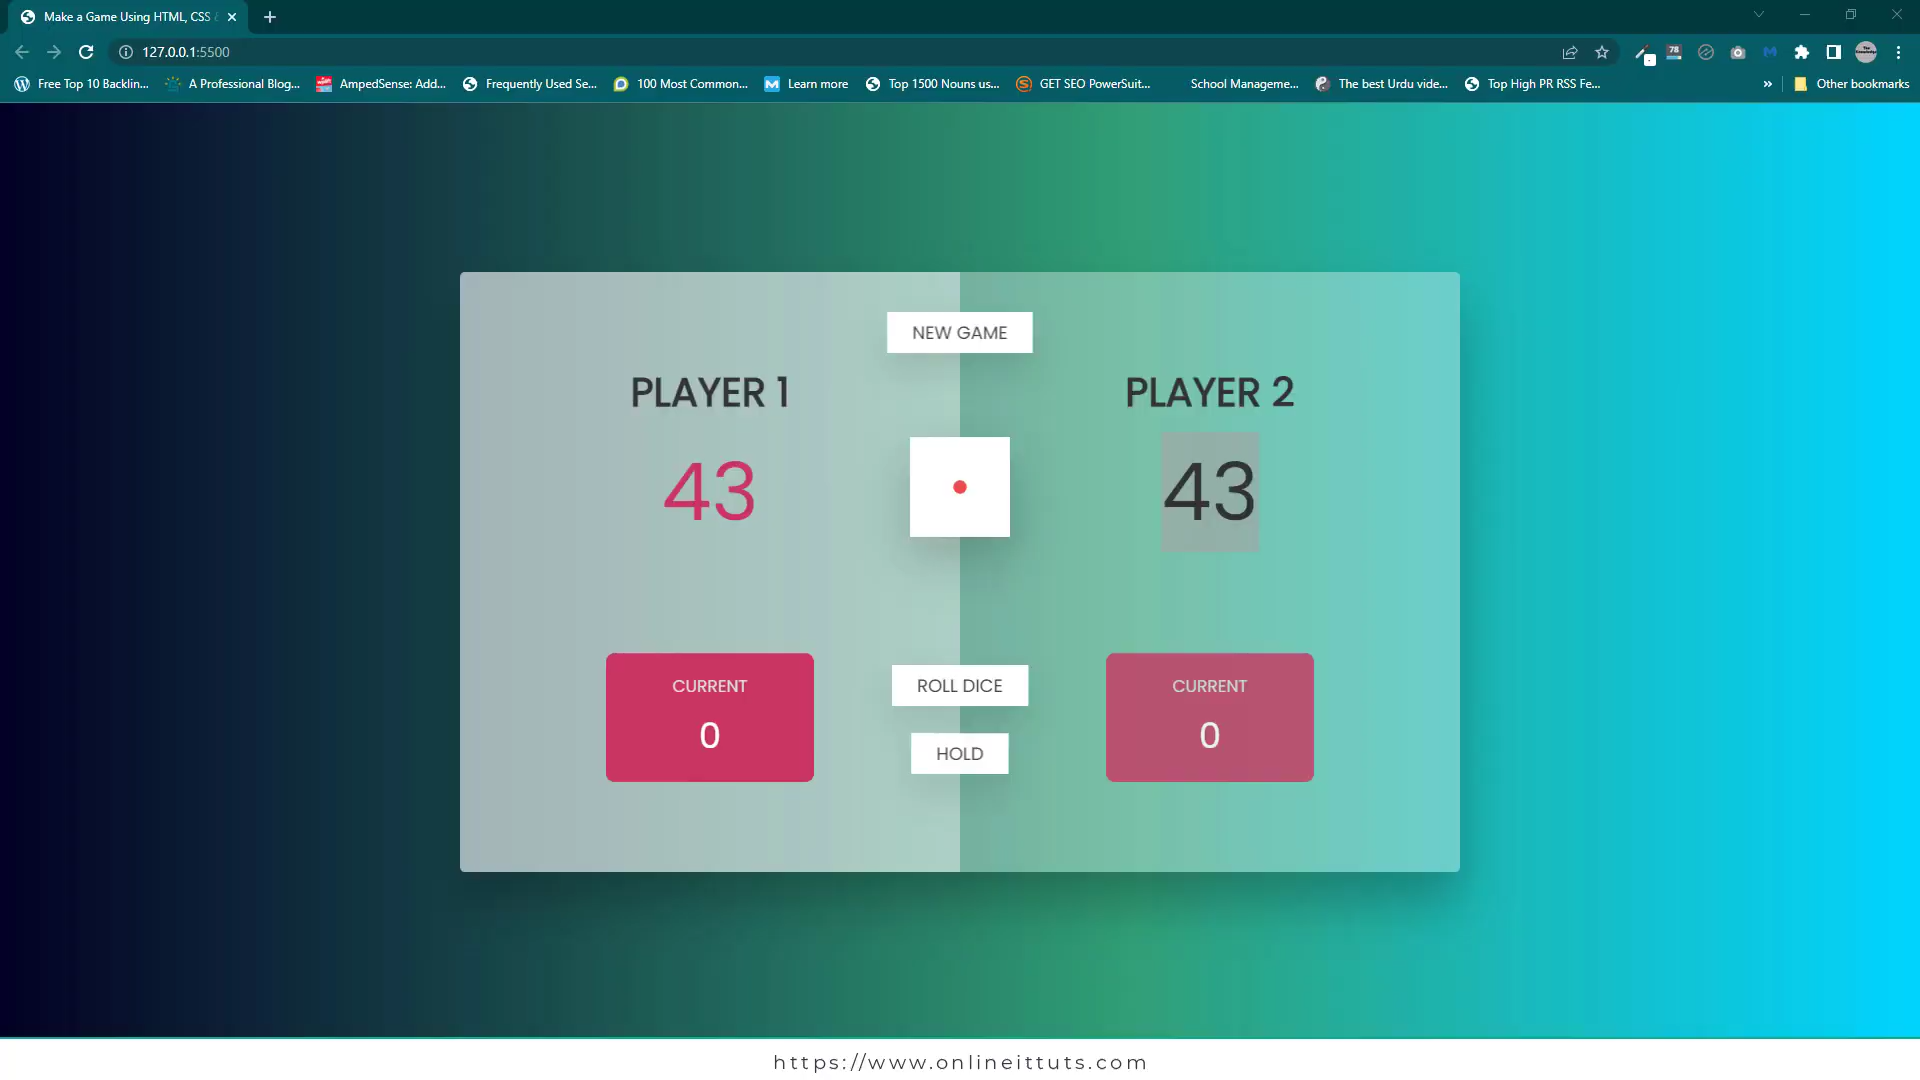 Make a Game Using HTML, CSS &
127.0.0.1:5500
78
Free Top 10 Backlin... A Professional Blog... AmpedSense: Add... Frequently Used Se... 100 Most Common... Learn more Top 1500 Nouns us... GET SEO PowerSuit... School Manageme... The best Urdu vide... Top High PR RSS Fe... » Other bookmarks
NEW GAME
PLAYER 1 PLAYER 2
43 43
CURRENT ROLL DICE CURRENT
0 0
HOLD
https://www.onlineittuts.com